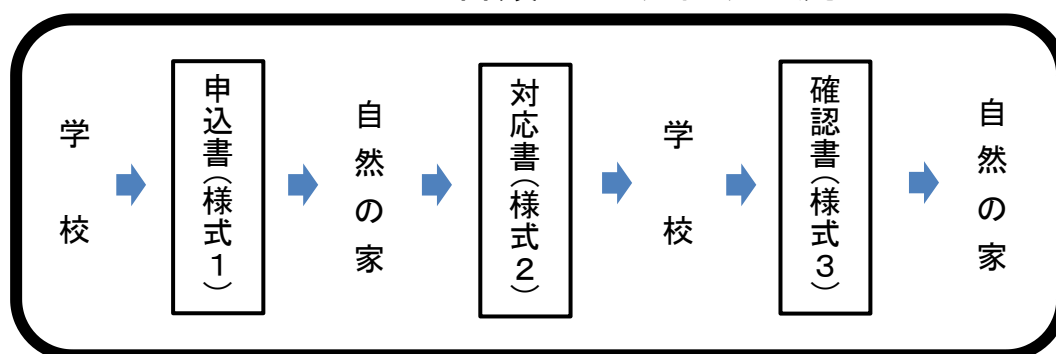 学校
申込書（様式１）
自然の家
対応書（様式２）
学校
確認書（様式３）
自然の家